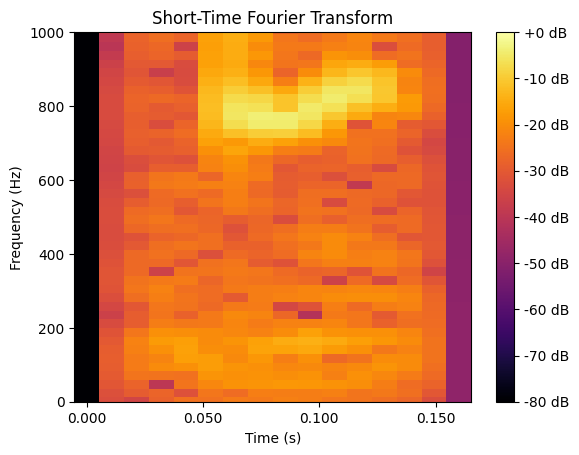 Short-Time Fourier Transform
1000
800
600
400
200
0
Frequency (Hz)
0.000
0.050
0.100
0.150
Time (s)
+0 dB
-10 dB
-20 dB
-30 dB
-40 dB
-50 dB
-60 dB
-70 dB
-80 dB